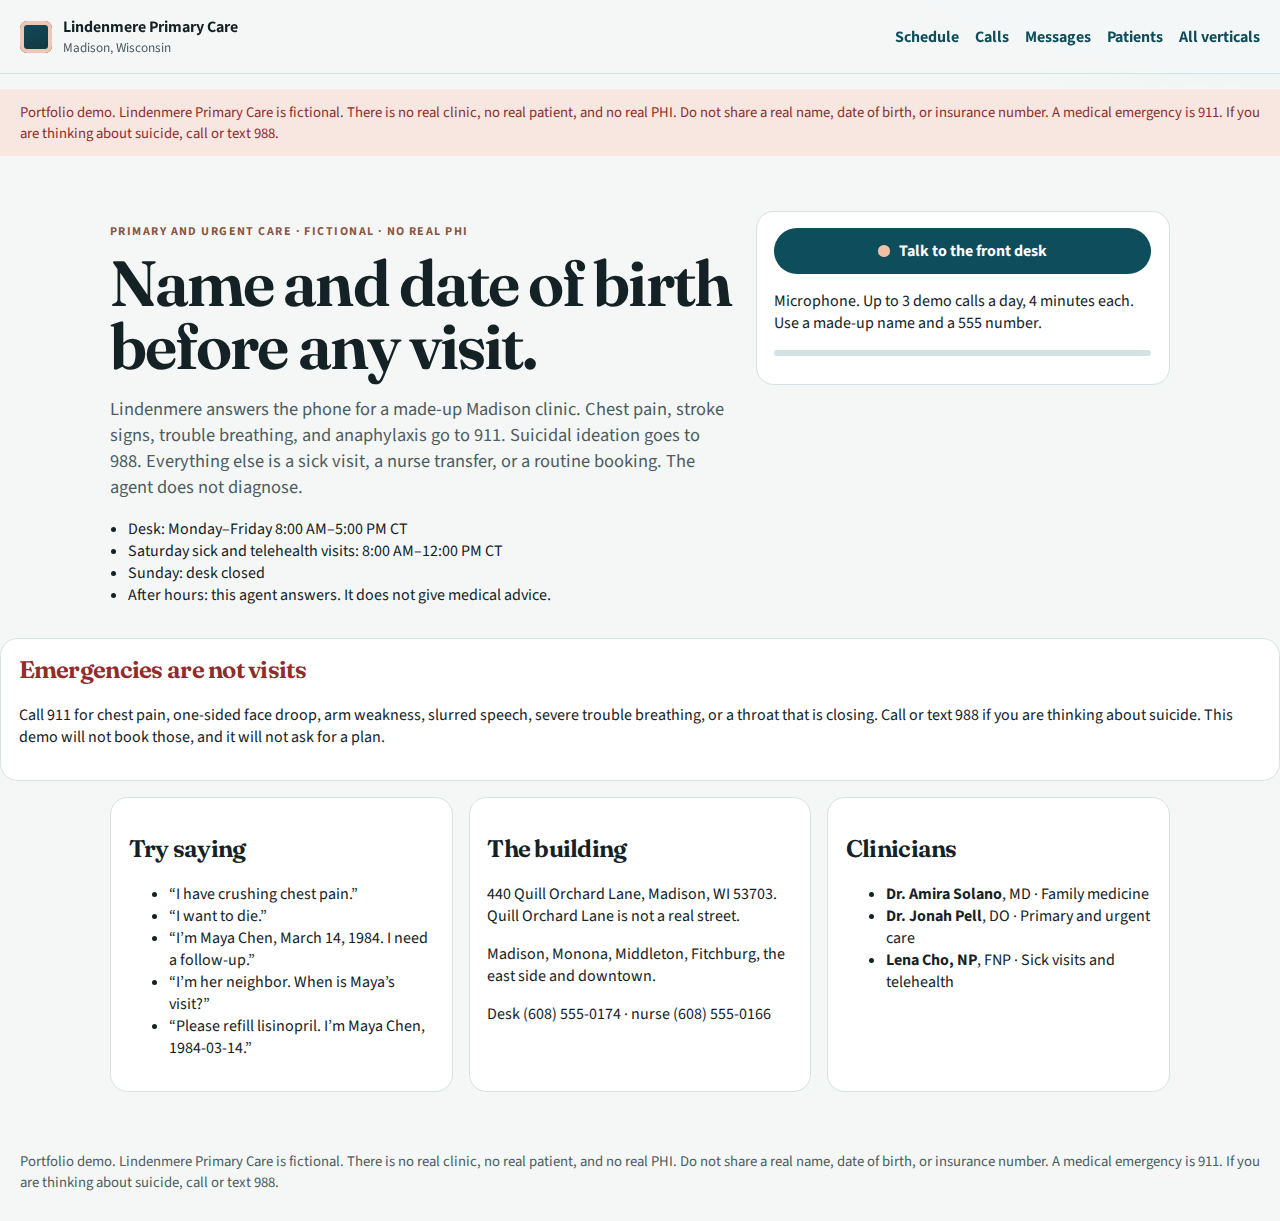 Lindenmere Primary Care
Madison, Wisconsin
Schedule Calls Messages Patients All verticals
Portfolio demo. Lindenmere Primary Care is fictional. There is no real clinic, no real patient, and no real PHI. Do not share a real name, date of birth, or insurance number. A medical emergency is 911. If you
are thinking about suicide, call or text 988.
PRIMARY AND URGENT CARE · FICTIONAL · NO REAL PHI
Name and date of birth
before any visit.
Lindenmere answers the phone for a made-up Madison clinic. Chest pain, stroke
signs, trouble breathing, and anaphylaxis go to 911. Suicidal ideation goes to
988. Everything else is a sick visit, a nurse transfer, or a routine booking. The
agent does not diagnose.
• Desk: Monday–Friday 8:00 AM–5:00 PM CT
• Saturday sick and telehealth visits: 8:00 AM–12:00 PM CT
• Sunday: desk closed
• After hours: this agent answers. It does not give medical advice.
Talk to the front desk
Microphone. Up to 3 demo calls a day, 4 minutes each.
Use a made-up name and a 555 number.
Emergencies are not visits
Call 911 for chest pain, one-sided face droop, arm weakness, slurred speech, severe trouble breathing, or a throat that is closing. Call or text 988 if you are thinking about suicide. This
demo will not book those, and it will not ask for a plan.
Try saying
• “I have crushing chest pain.”
• “I want to die.”
• “I’m Maya Chen, March 14, 1984. I need
a follow-up.”
• “I’m her neighbor. When is Maya’s
visit?”
• “Please refill lisinopril. I’m Maya Chen,
1984-03-14.”
The building
440 Quill Orchard Lane, Madison, WI 53703.
Quill Orchard Lane is not a real street.
Madison, Monona, Middleton, Fitchburg, the
east side and downtown.
Desk (608) 555-0174 · nurse (608) 555-0166
Clinicians
• Dr. Amira Solano, MD · Family medicine
• Dr. Jonah Pell, DO · Primary and urgent
care
• Lena Cho, NP, FNP · Sick visits and
telehealth
Portfolio demo. Lindenmere Primary Care is fictional. There is no real clinic, no real patient, and no real PHI. Do not share a real name, date of birth, or insurance number. A medical emergency is 911. If you
are thinking about suicide, call or text 988.